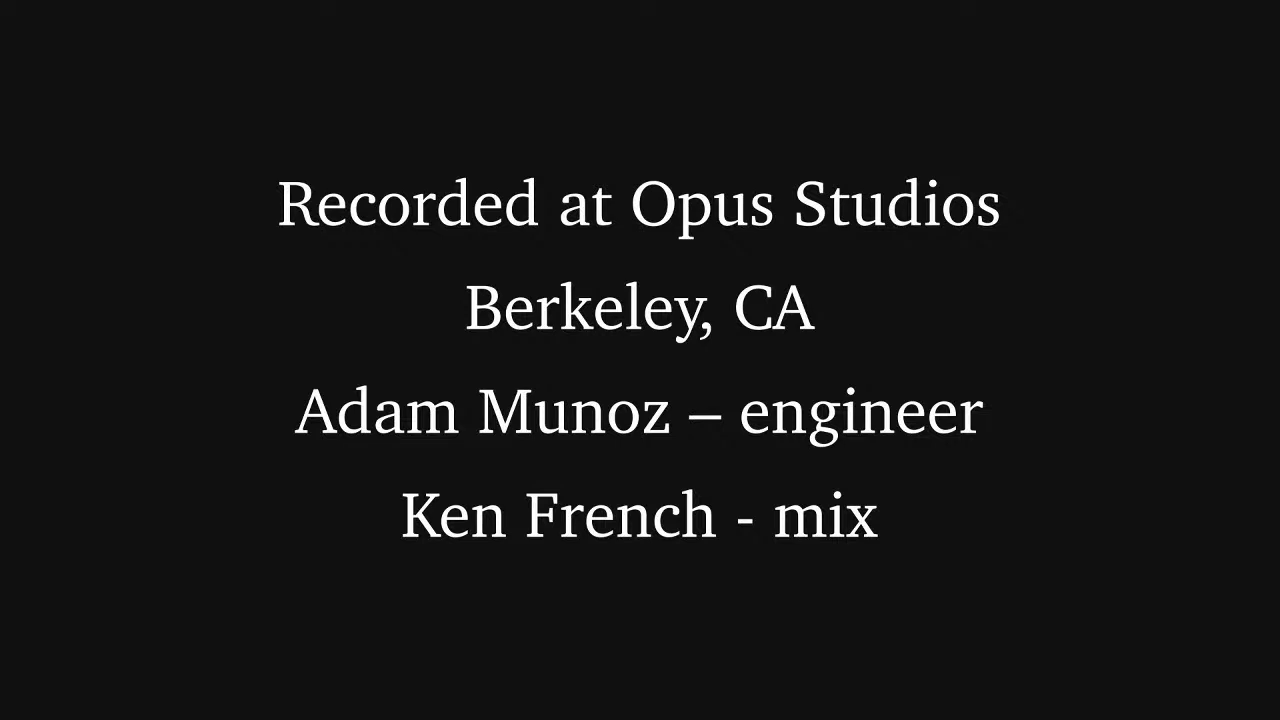 Recorded at Opus Studios
Berkeley, CA
Adam Munoz – engineer
Ken French - mix